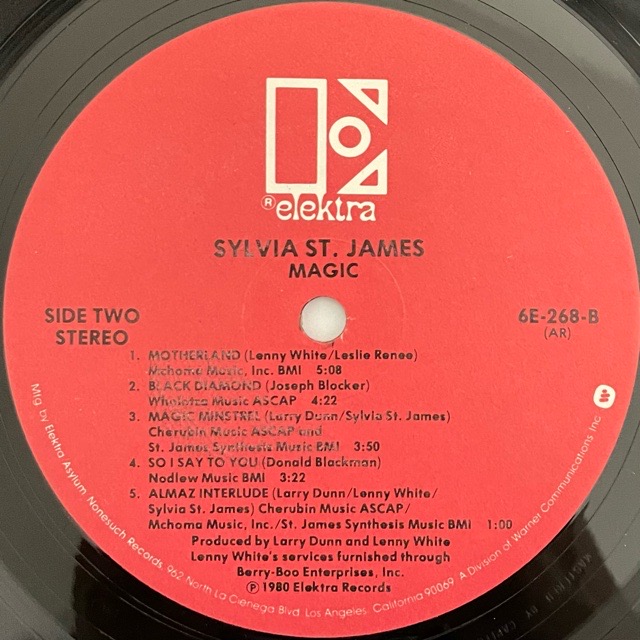 ® elektra
SYLVIA ST. JAMES
MAGIC
SIDE TWO
STEREO
6E-268-B
(AR)
1. MOTHERLAND (Lenny White/Leslie Renee)
Mchoma Music, Inc. BMI 5:08
2. BLACK DIAMOND (Joseph Blocker)
Wholotza Music ASCAP 4:22
3. MAGIC MINSTREL (Larry Dunn/Sylvia St. James)
Cherubin Music ASCAP and
St. James Synthesis Music BMI 3:50
4. SO I SAY TO YOU (Donald Blackman)
Nodlew Music BMI 3:22
5. ALMAZ INTERLUDE (Larry Dunn/Lenny White/
Sylvia St. James) Cherubin Music ASCAP/
Mchoma Music, Inc./St. James Synthesis Music BMI 1:00
Produced by Larry Dunn and Lenny White
Lenny White's services furnished through
Berry-Boo Enterprises, Inc.
℗ 1980 Elektra Records
Mfg. by Elektra Asylum Nonesuch Records, 962 North La Cienega Blvd. Los Angeles, California 90069 A Division of Warner Communications Inc